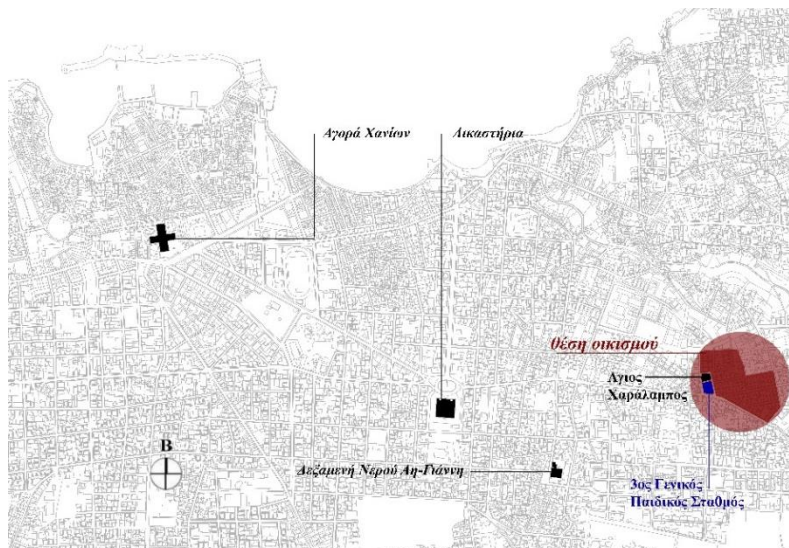 Αγορά Χανίων
Δικαστήρια
θέση οικισμού
Άγιος
Χαράλαμπος
Β
Δεξαμενή Νερού Αη-Γιάννη
3ος Γενικός
Παιδικός Σταθμός